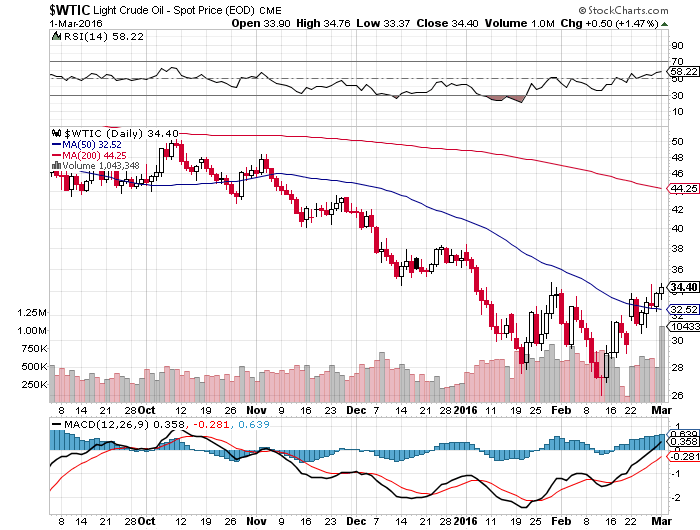 $WTIC Light Crude Oil - Spot Price (EOD) CME © StockCharts.com
1-Mar-2016 Open 33.90 High 34.76 Low 33.37 Close 34.40 Volume 1.0M Chg +0.50 (+1.47%)
RSI(14) 58.22
90
70
58.22
50
30
10
$WTIC (Daily) 34.40
MA(50) 32.52
MA(200) 44.25
Volume 1,043,348
50
48
46
44.25
42
40
38
36
34.40
32.52
32
10433
30
28
26
1.25M
1.00M
750K
500K
250K
8 14 21 28 Oct 12 19 26 Nov 9 16 23 Dec 7 14 21 28 2016 11 19 25 Feb 8 16 22 Mar
MACD(12,26,9) 0.358, -0.281, 0.639
1
0.639
0.358
-0.281
-1
-2
8 14 21 28 Oct 12 19 26 Nov 9 16 23 Dec 7 14 21 28 2016 11 19 25 Feb 8 16 22 Mar